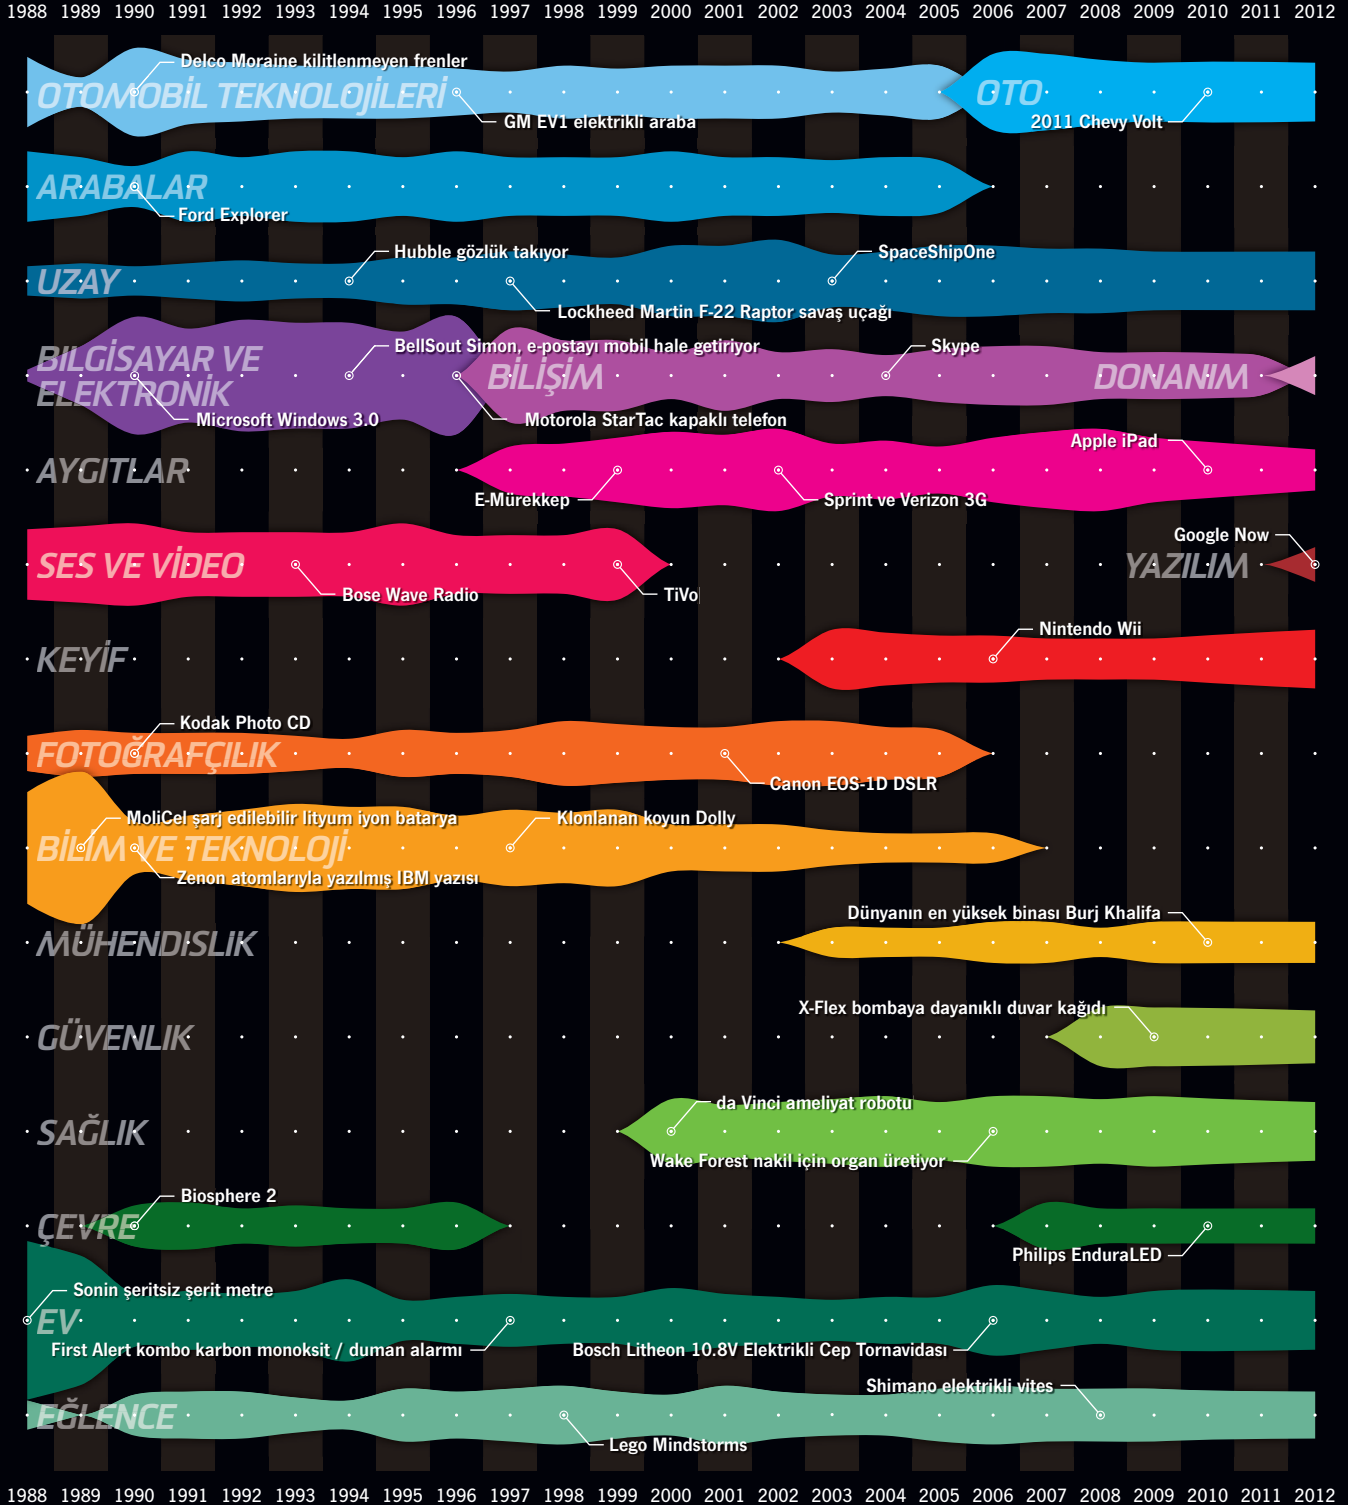 1988 1989 1990 1991 1992 1993 1994 1995 1996 1997 1998 1999 2000 2001 2002 2003 2004 2005 2006 2007 2008 2009 2010 2011 2012
Delco Moraine kilitlenmeyen frenler
OTOMOBİL TEKNOLOJİLERİ
OTO
GM EV1 elektrikli araba
2011 Chevy Volt
ARABALAR
Ford Explorer
Hubble gözlük takıyor
SpaceShipOne
UZAY
Lockheed Martin F-22 Raptor savaş uçağı
BellSout Simon, e-postayı mobil hale getiriyor
Skype
BILGİSAYAR VE
ELEKTRONİK
BİLİŞİM
DONANIM
Microsoft Windows 3.0
Motorola StarTac kapaklı telefon
Apple iPad
AYGITLAR
E-Mürekkep
Sprint ve Verizon 3G
Google Now
SES VE VİDEO
YAZILIM
Bose Wave Radio
TiVo
Nintendo Wii
KEYİF
Kodak Photo CD
FOTOĞRAFÇILIK
Canon EOS-1D DSLR
MoliCel şarj edilebilir lityum iyon batarya
Klonlanan koyun Dolly
BİLİM VE TEKNOLOJİ
Zenon atomlarıyla yazılmış IBM yazısı
Dünyanın en yüksek binası Burj Khalifa
MÜHENDISLIK
X-Flex bombaya dayanıklı duvar kağıdı
GÜVENLIK
da Vinci ameliyat robotu
SAĞLIK
Wake Forest nakil için organ üretiyor
Biosphere 2
ÇEVRE
Philips EnduraLED
Sonin şeritsiz şerit metre
EV
First Alert kombo karbon monoksit / duman alarmı
Bosch Litheon 10.8V Elektrikli Cep Tornavidası
Shimano elektrikli vites
EĞLENCE
Lego Mindstorms
1988 1989 1990 1991 1992 1993 1994 1995 1996 1997 1998 1999 2000 2001 2002 2003 2004 2005 2006 2007 2008 2009 2010 2011 2012